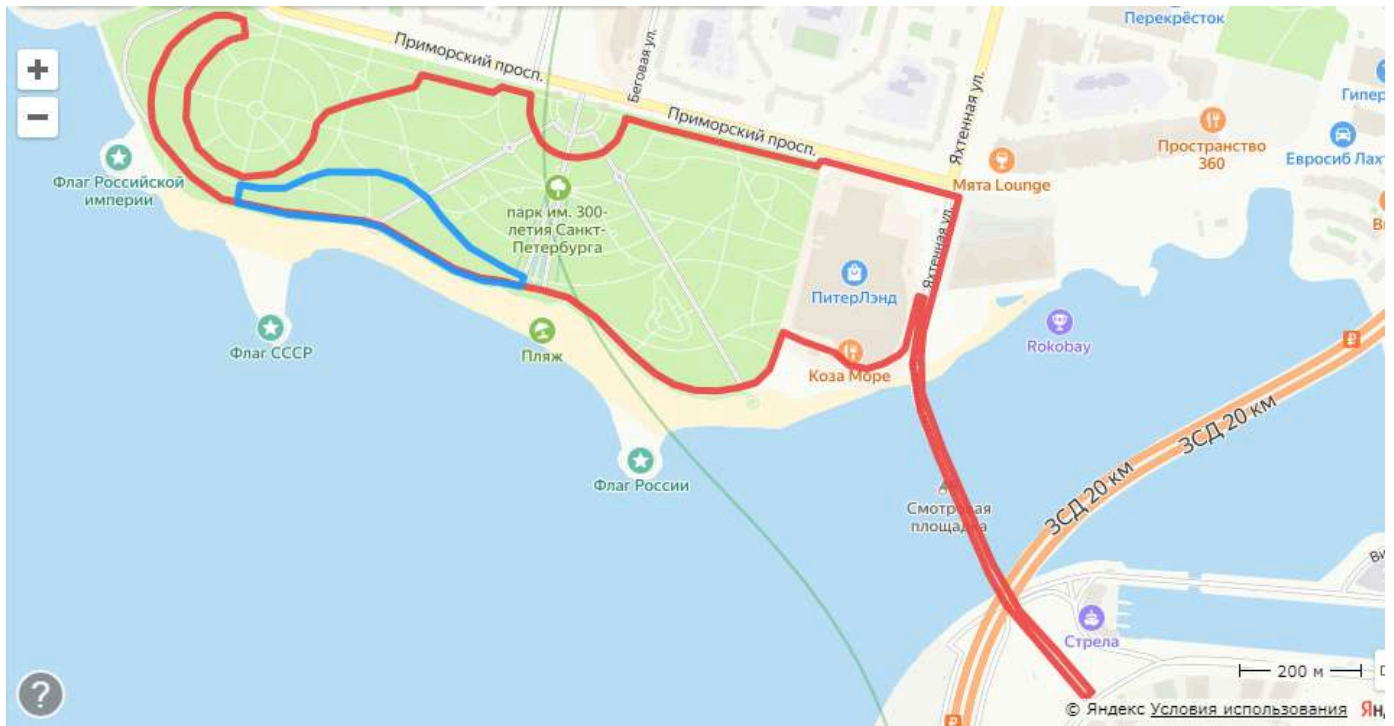 Перекрёсток
Приморский просп.
Беговая ул.
Яхтенная ул.
Приморский просп.
Мята Lounge
Пространство
360
Гипер
Евросиб Лахт
Флаг Российской
империи
парк им. 300-
летия Санкт-
Петербурга
Яхтенная ул.
ПитерЛэнд
Флаг СССР
Пляж
Коза Море
Rokobay
Флаг России
ЗСД 20 км
ЗСД 20 км
Смотровая
площадка
Стрела
200 м
© Яндекс Условия использования